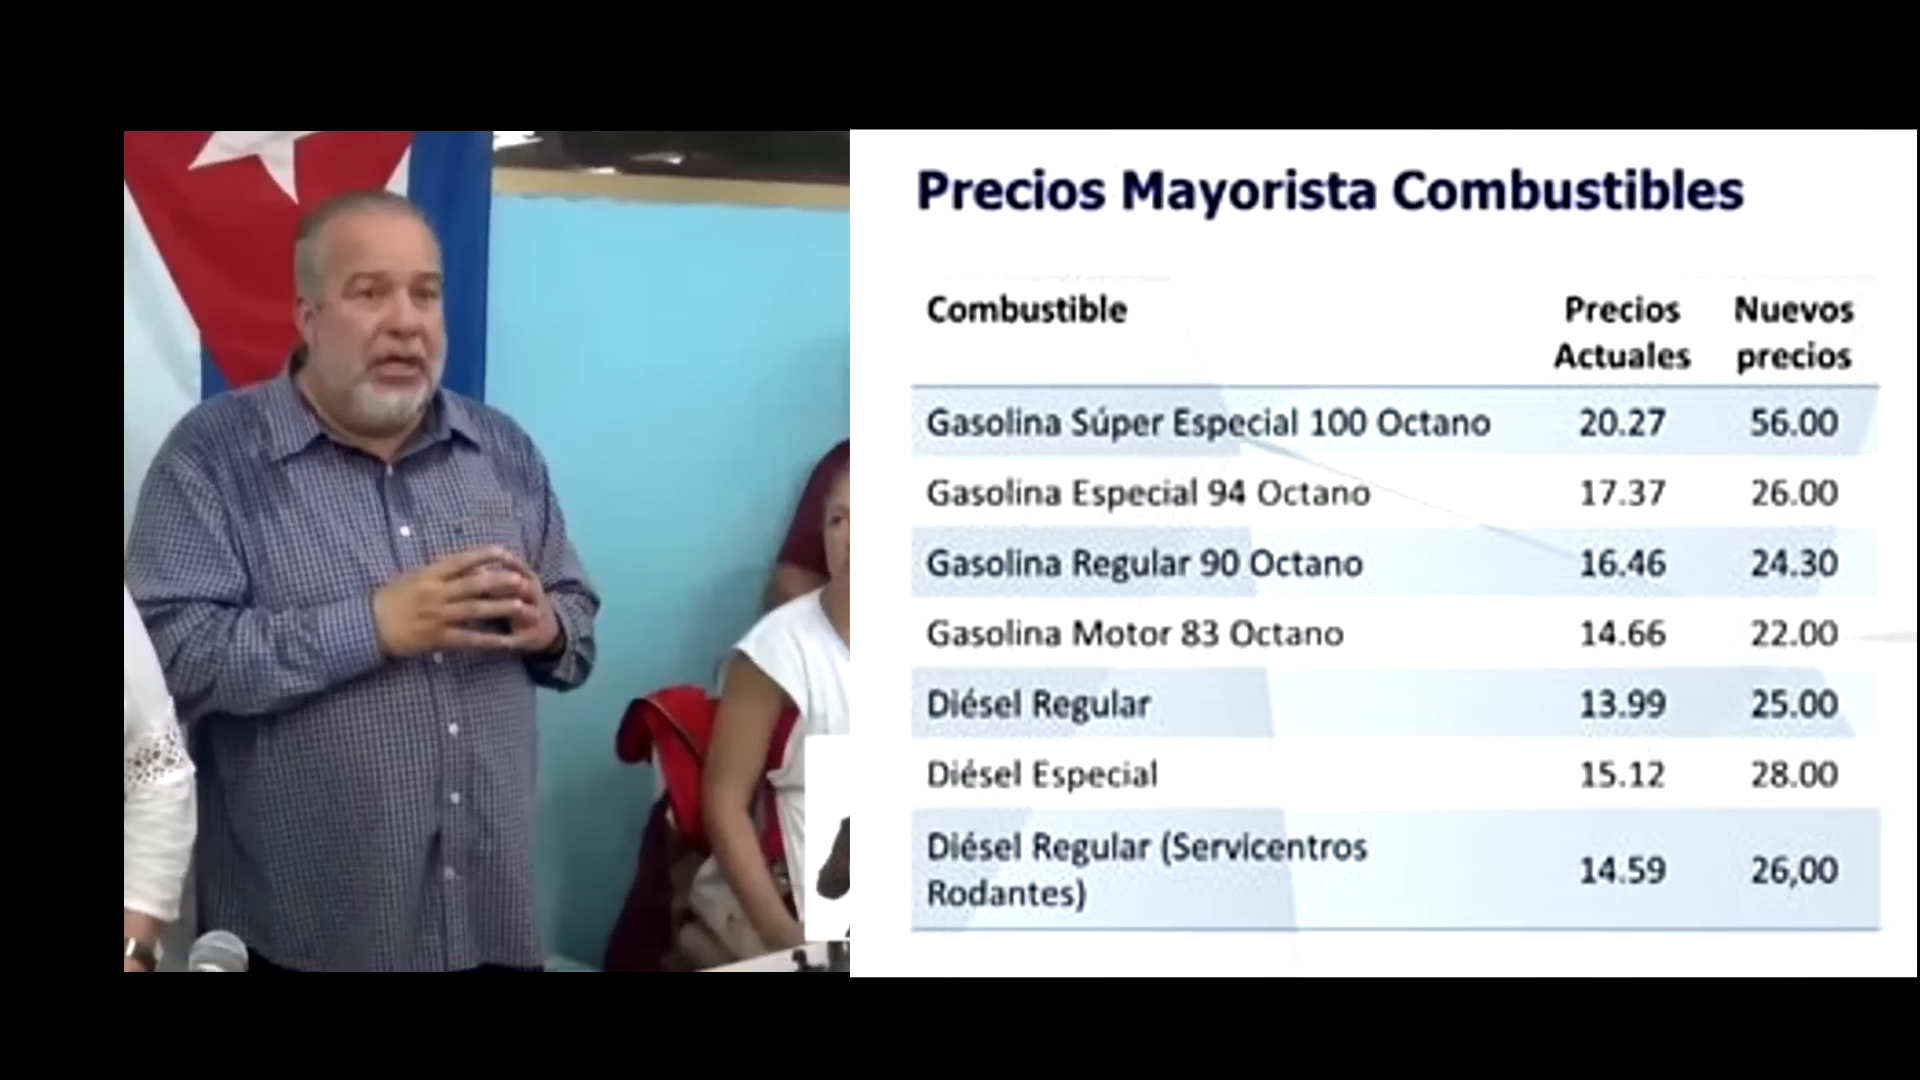 Precios Mayorista Combustibles
Combustible Precios Nuevos
Actuales precios
Gasolina Súper Especial 100 Octano 20.27 56.00
Gasolina Especial 94 Octano 17.37 26.00
Gasolina Regular 90 Octano 16.46 24.30
Gasolina Motor 83 Octano 14.66 22.00
Diésel Regular 13.99 25.00
Diésel Especial 15.12 28.00
Diésel Regular (Servicentros
Rodantes) 14.59 26,00